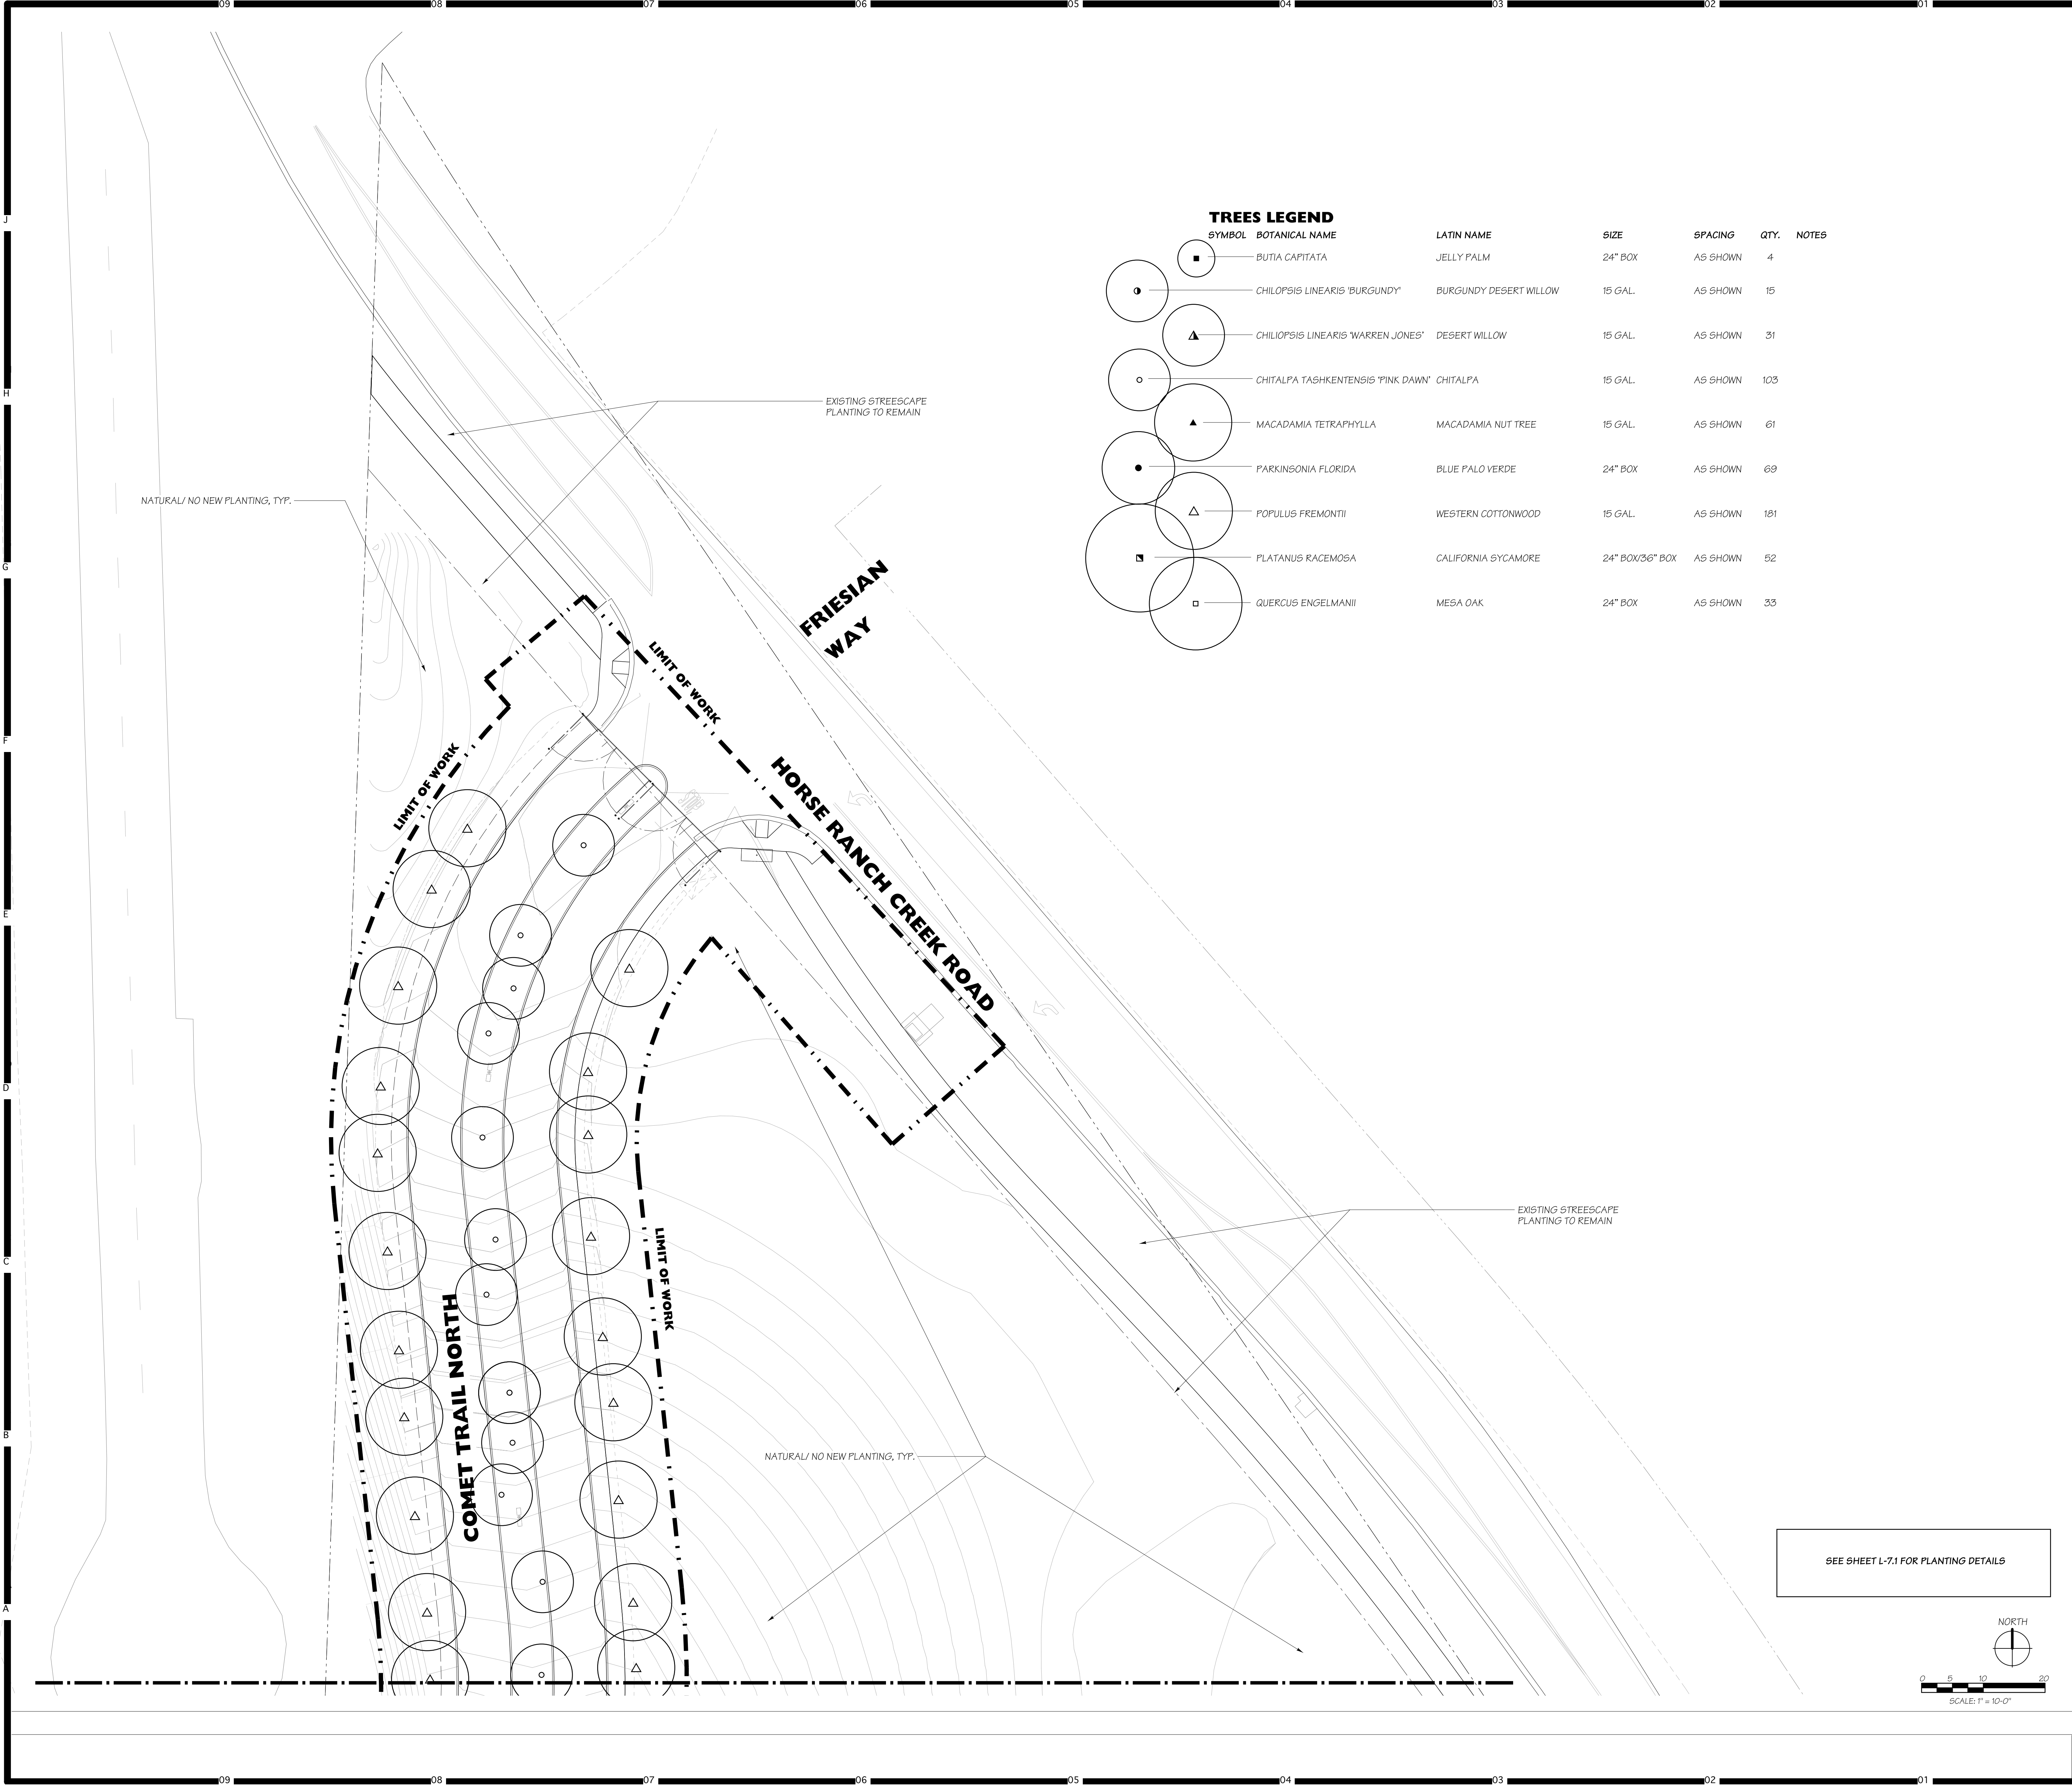 09 08 07 06 05 04 03 02 01
J
H
G
F
E
D
C
B
A
TREES LEGEND
SYMBOL BOTANICAL NAME LATIN NAME SIZE SPACING QTY. NOTES
BUTIA CAPITATA JELLY PALM 24" BOX AS SHOWN 4
CHILOPSIS LINEARIS 'BURGUNDY' BURGUNDY DESERT WILLOW 15 GAL. AS SHOWN 15
CHILIOPSIS LINEARIS 'WARREN JONES' DESERT WILLOW 15 GAL. AS SHOWN 31
CHITALPA TASHKENTENSIS 'PINK DAWN' CHITALPA 15 GAL. AS SHOWN 103
MACADAMIA TETRAPHYLLA MACADAMIA NUT TREE 15 GAL. AS SHOWN 61
PARKINSONIA FLORIDA BLUE PALO VERDE 24" BOX AS SHOWN 69
POPULUS FREMONTII WESTERN COTTONWOOD 15 GAL. AS SHOWN 181
PLATANUS RACEMOSA CALIFORNIA SYCAMORE 24" BOX/36" BOX AS SHOWN 52
QUERCUS ENGELMANII MESA OAK 24" BOX AS SHOWN 33
EXISTING STREESCAPE
PLANTING TO REMAIN
NATURAL/ NO NEW PLANTING, TYP.
FRIESIAN
WAY
LIMIT OF WORK
LIMIT OF WORK
HORSE RANCH CREEK ROAD
EXISTING STREESCAPE
PLANTING TO REMAIN
LIMIT OF WORK
COMET TRAIL NORTH
NATURAL/ NO NEW PLANTING, TYP.
SEE SHEET L-7.1 FOR PLANTING DETAILS
NORTH
0 5 10 20
SCALE: 1" = 10-0"
09 08 07 06 05 04 03 02 01